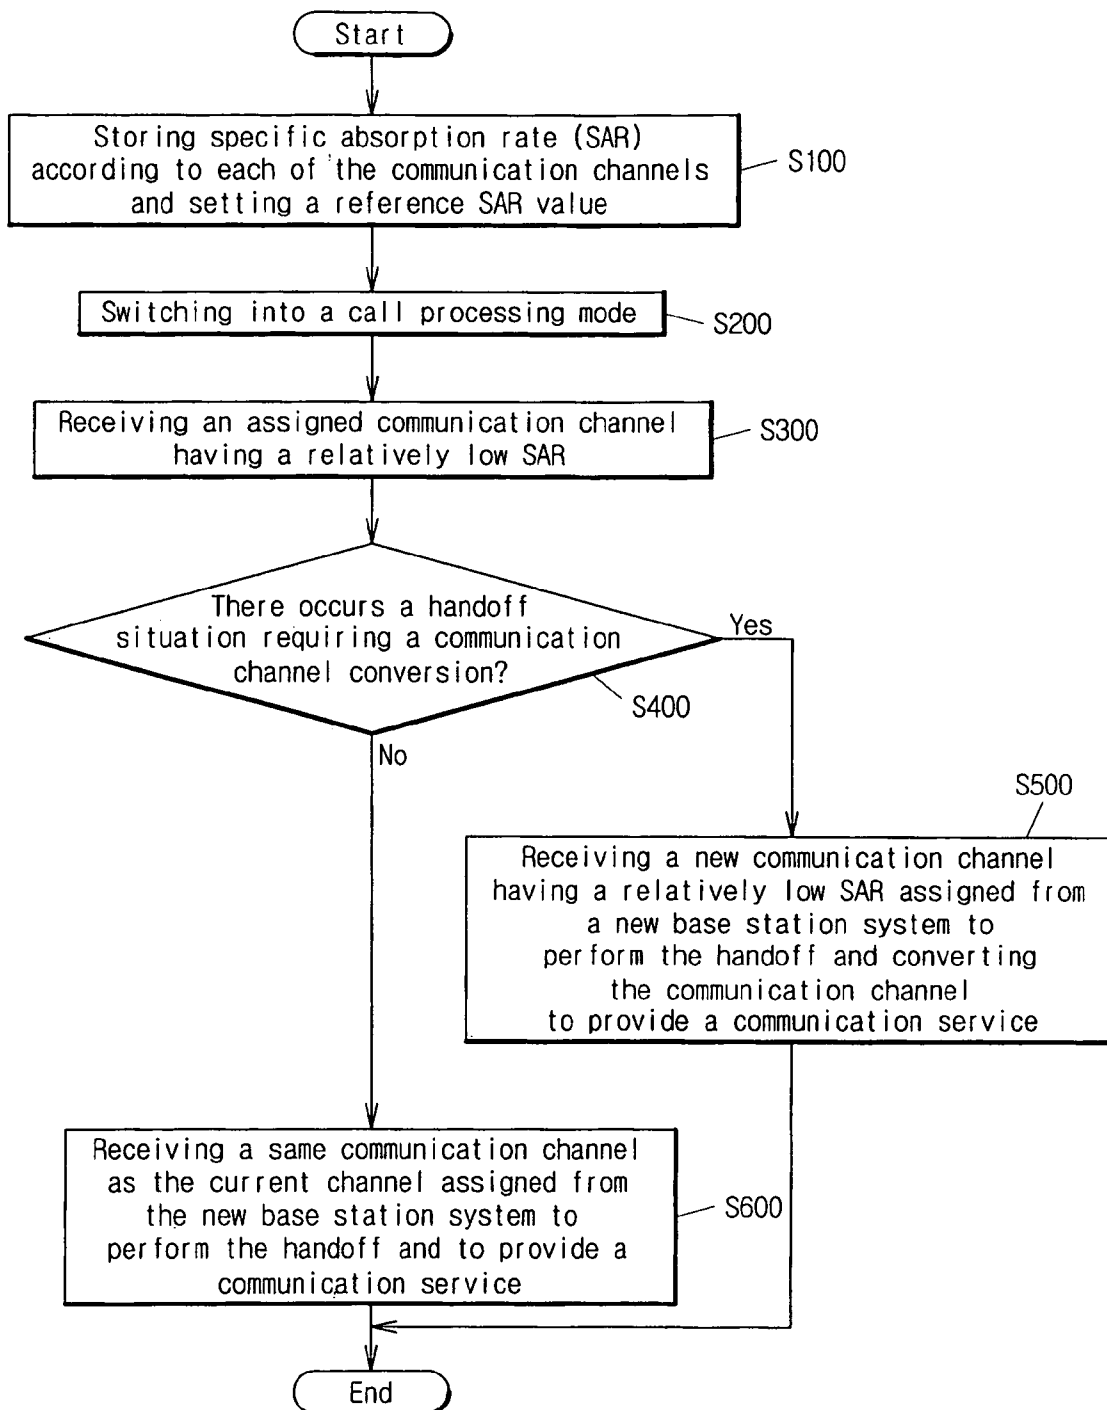 Start
Storing specific absorption rate (SAR)
according to each of the communication channels
and setting a reference SAR value
S100
Switching into a call processing mode
S200
Receiving an assigned communication channel
having a relatively low SAR
S300
There occurs a handoff
situation requiring a communication
channel conversion?
Yes
S400
No
S500
Receiving a new communication channel
having a relatively low SAR assigned from
a new base station system to
perform the handoff and converting
the communication channel
to provide a communication service
Receiving a same communication channel
as the current channel assigned from
the new base station system to
perform the handoff and to provide a
communication service
S600
End